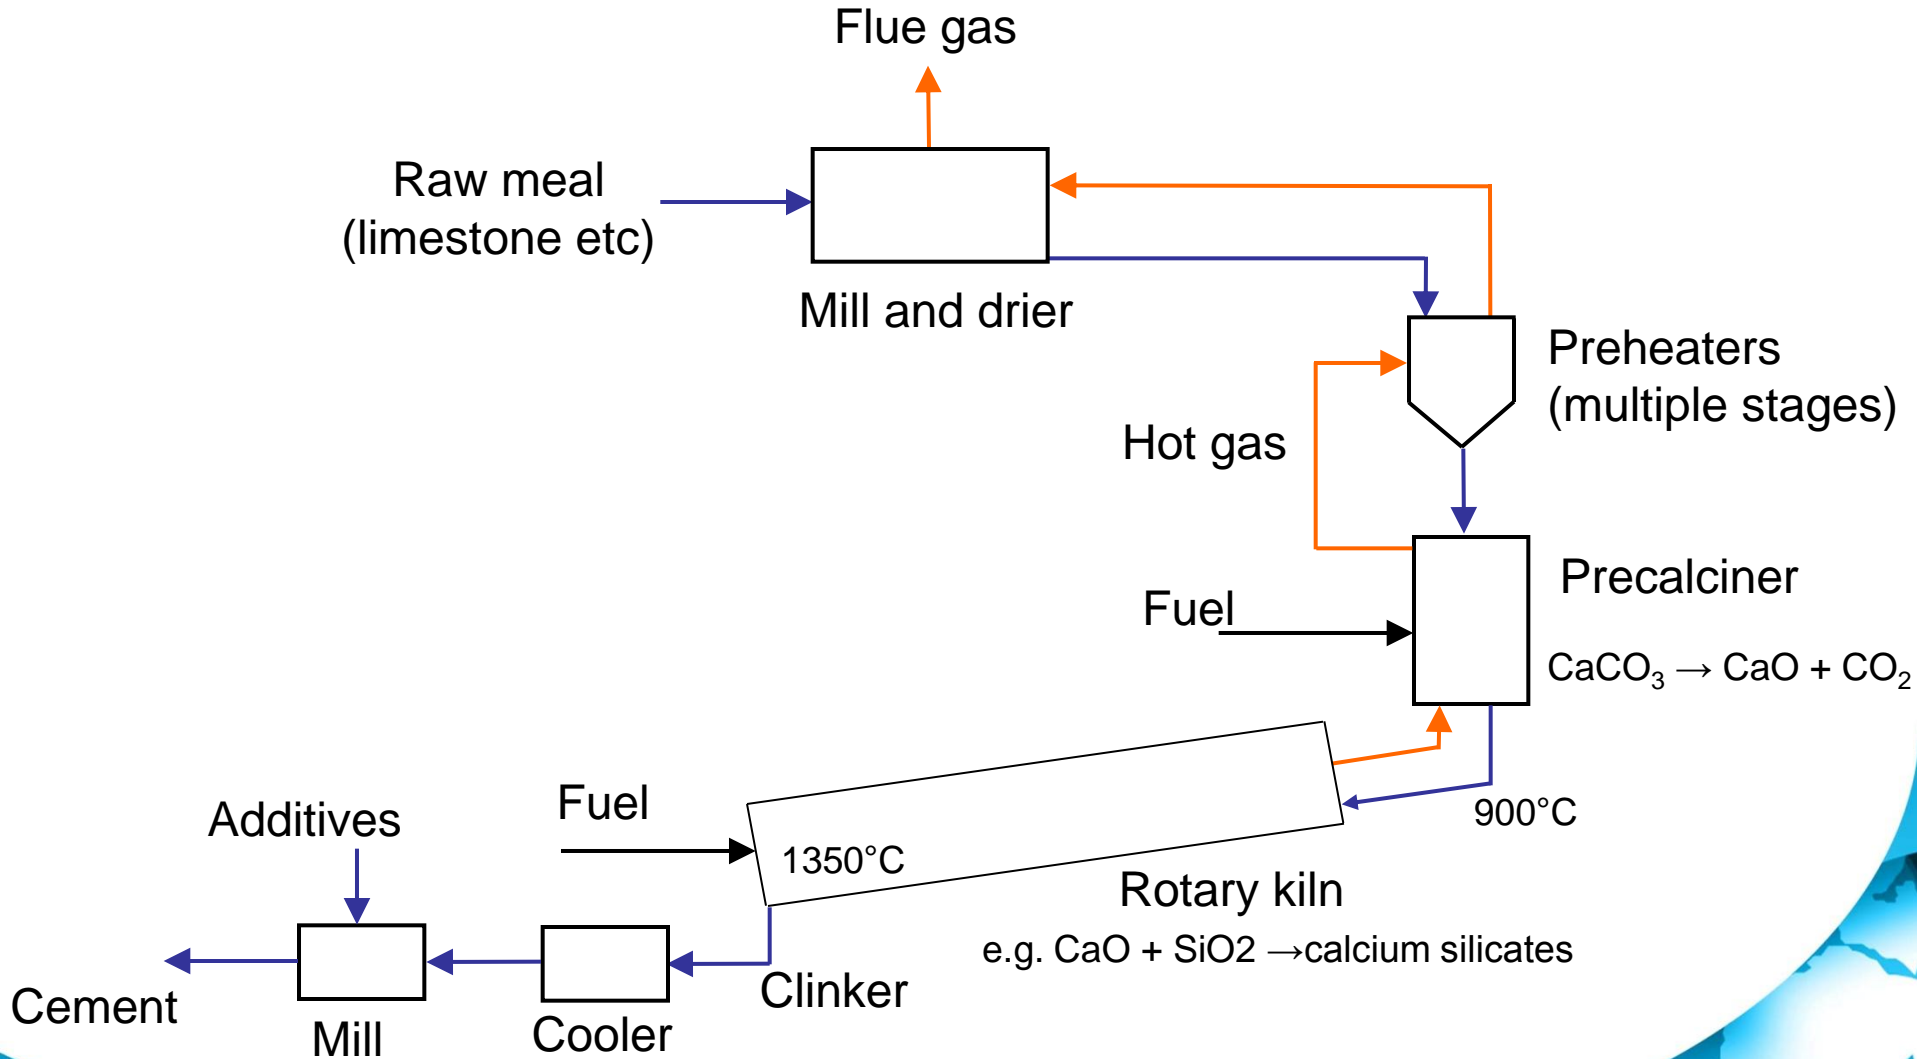 Flue gas
Raw meal
(limestone etc)
Mill and drier
Preheaters
(multiple stages)
Hot gas
Precalciner
Fuel
CaCO₃ → CaO + CO₂
900°C
Fuel
Additives
1350°C
Rotary kiln
e.g. CaO + SiO2 →calcium silicates
Clinker
Cement
Cooler
Mill